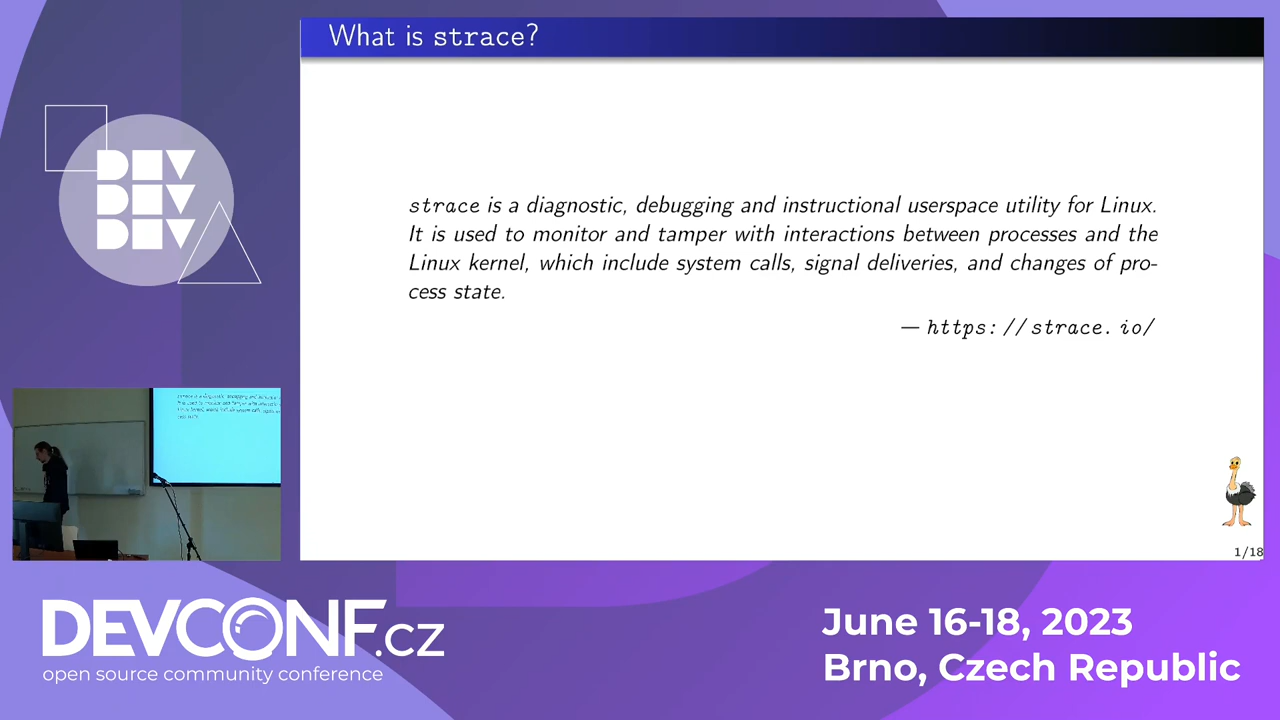 What is strace?
DEV
DEV
DEV
strace is a diagnostic, debugging and instructional userspace utility for Linux.
It is used to monitor and tamper with interactions between processes and the
Linux kernel, which include system calls, signal deliveries, and changes of pro-
cess state.
— https://strace.io/
1/18
DEVCONF.cz
open source community conference
June 16-18, 2023
Brno, Czech Republic